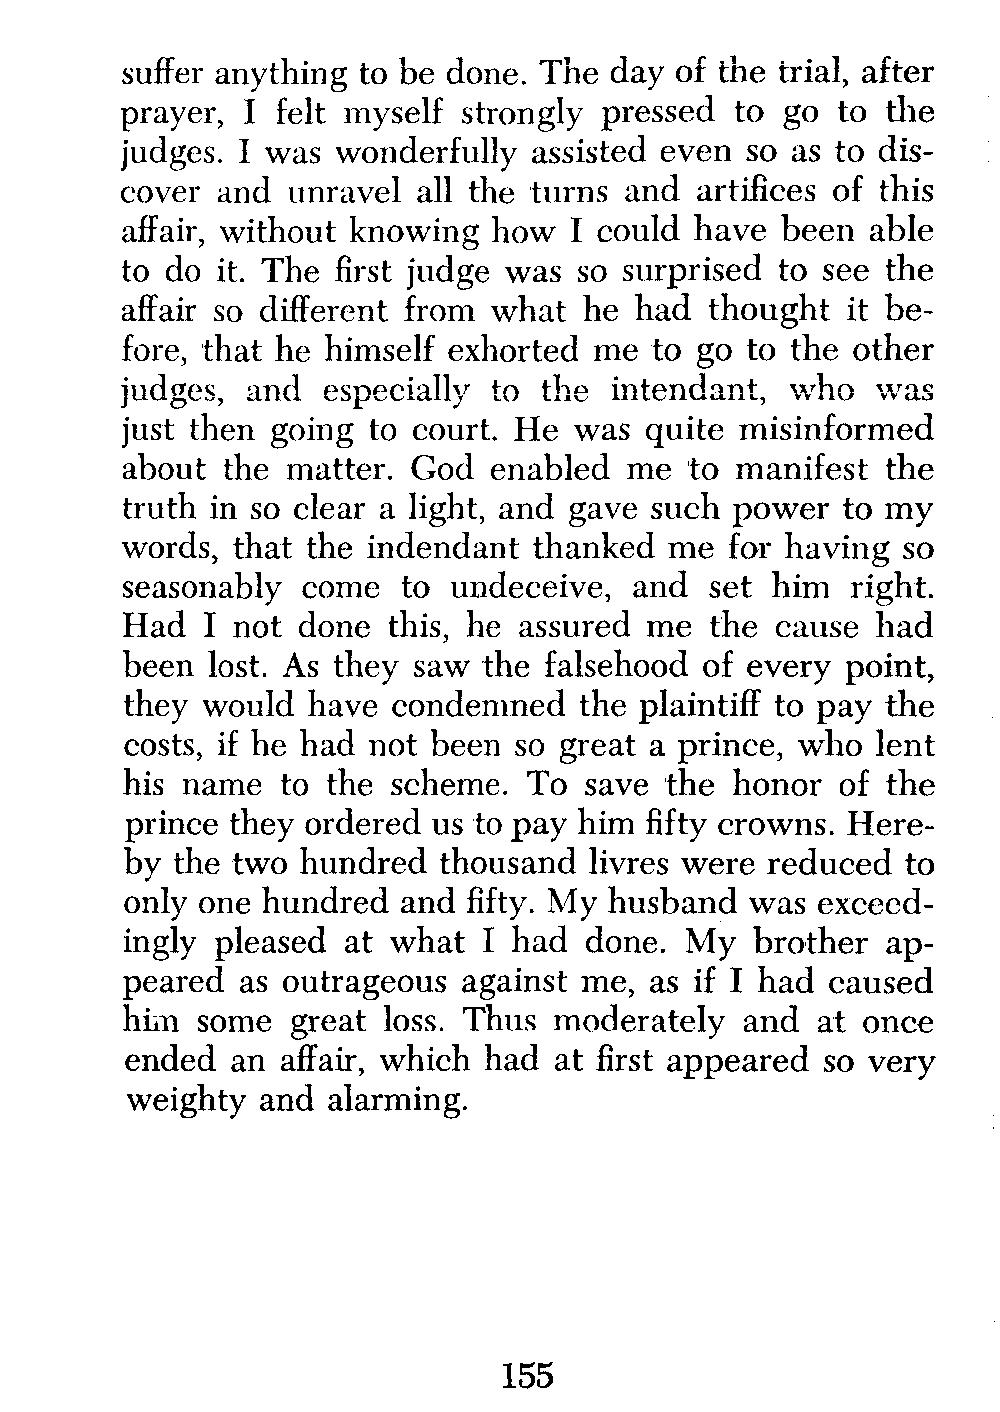 suffer anything to be done. The day of the trial, after
prayer, I felt myself strongly pressed to go to the
judges. I was wonderfully assisted even so as to dis-
cover and unravel all the turns and artifices of this
affair, without knowing how I could have been able
to do it. The first judge was so surprised to see the
affair so different from what he had thought it be-
fore, that he himself exhorted me to go to the other
judges, and especially to the intendant, who was
just then going to court. He was quite misinformed
about the matter. God enabled me to manifest the
truth in so clear a light, and gave such power to my
words, that the indendant thanked me for having so
seasonably come to undeceive, and set him right.
Had I not done this, he assured me the cause had
been lost. As they saw the falsehood of every point,
they would have condemned the plaintiff to pay the
costs, if he had not been so great a prince, who lent
his name to the scheme. To save the honor of the
prince they ordered us to pay him fifty crowns. Here-
by the two hundred thousand livres were reduced to
only one hundred and fifty. My husband was exceed-
ingly pleased at what I had done. My brother ap-
peared as outrageous against me, as if I had caused
him some great loss. Thus moderately and at once
ended an affair, which had at first appeared so very
weighty and alarming.
155